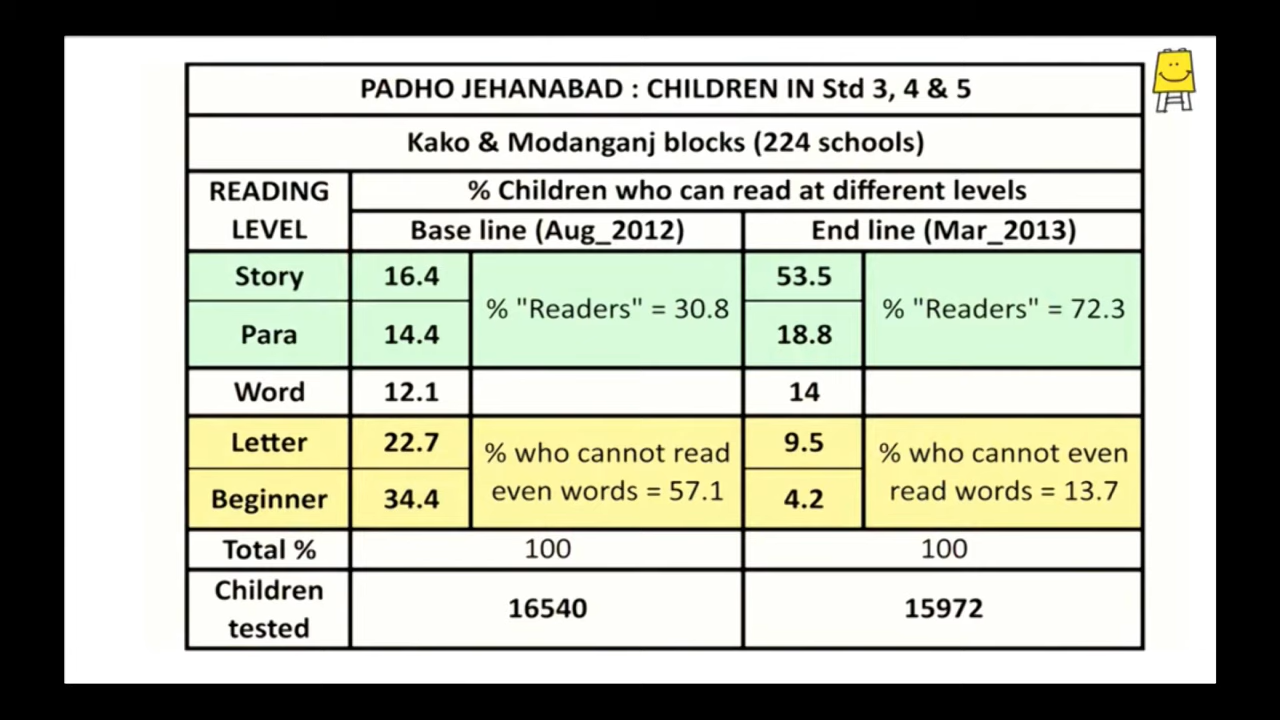 PADHO JEHANABAD : CHILDREN IN Std 3, 4 & 5
Kako & Modanganj blocks (224 schools)
READING
LEVEL
% Children who can read at different levels
Base line (Aug_2012)
End line (Mar_2013)
Story
16.4
% "Readers" = 30.8
53.5
% "Readers" = 72.3
Para
14.4
18.8
Word
12.1
14
Letter
22.7
% who cannot read
even words = 57.1
9.5
% who cannot even
read words = 13.7
Beginner
34.4
4.2
Total %
100
100
Children
tested
16540
15972